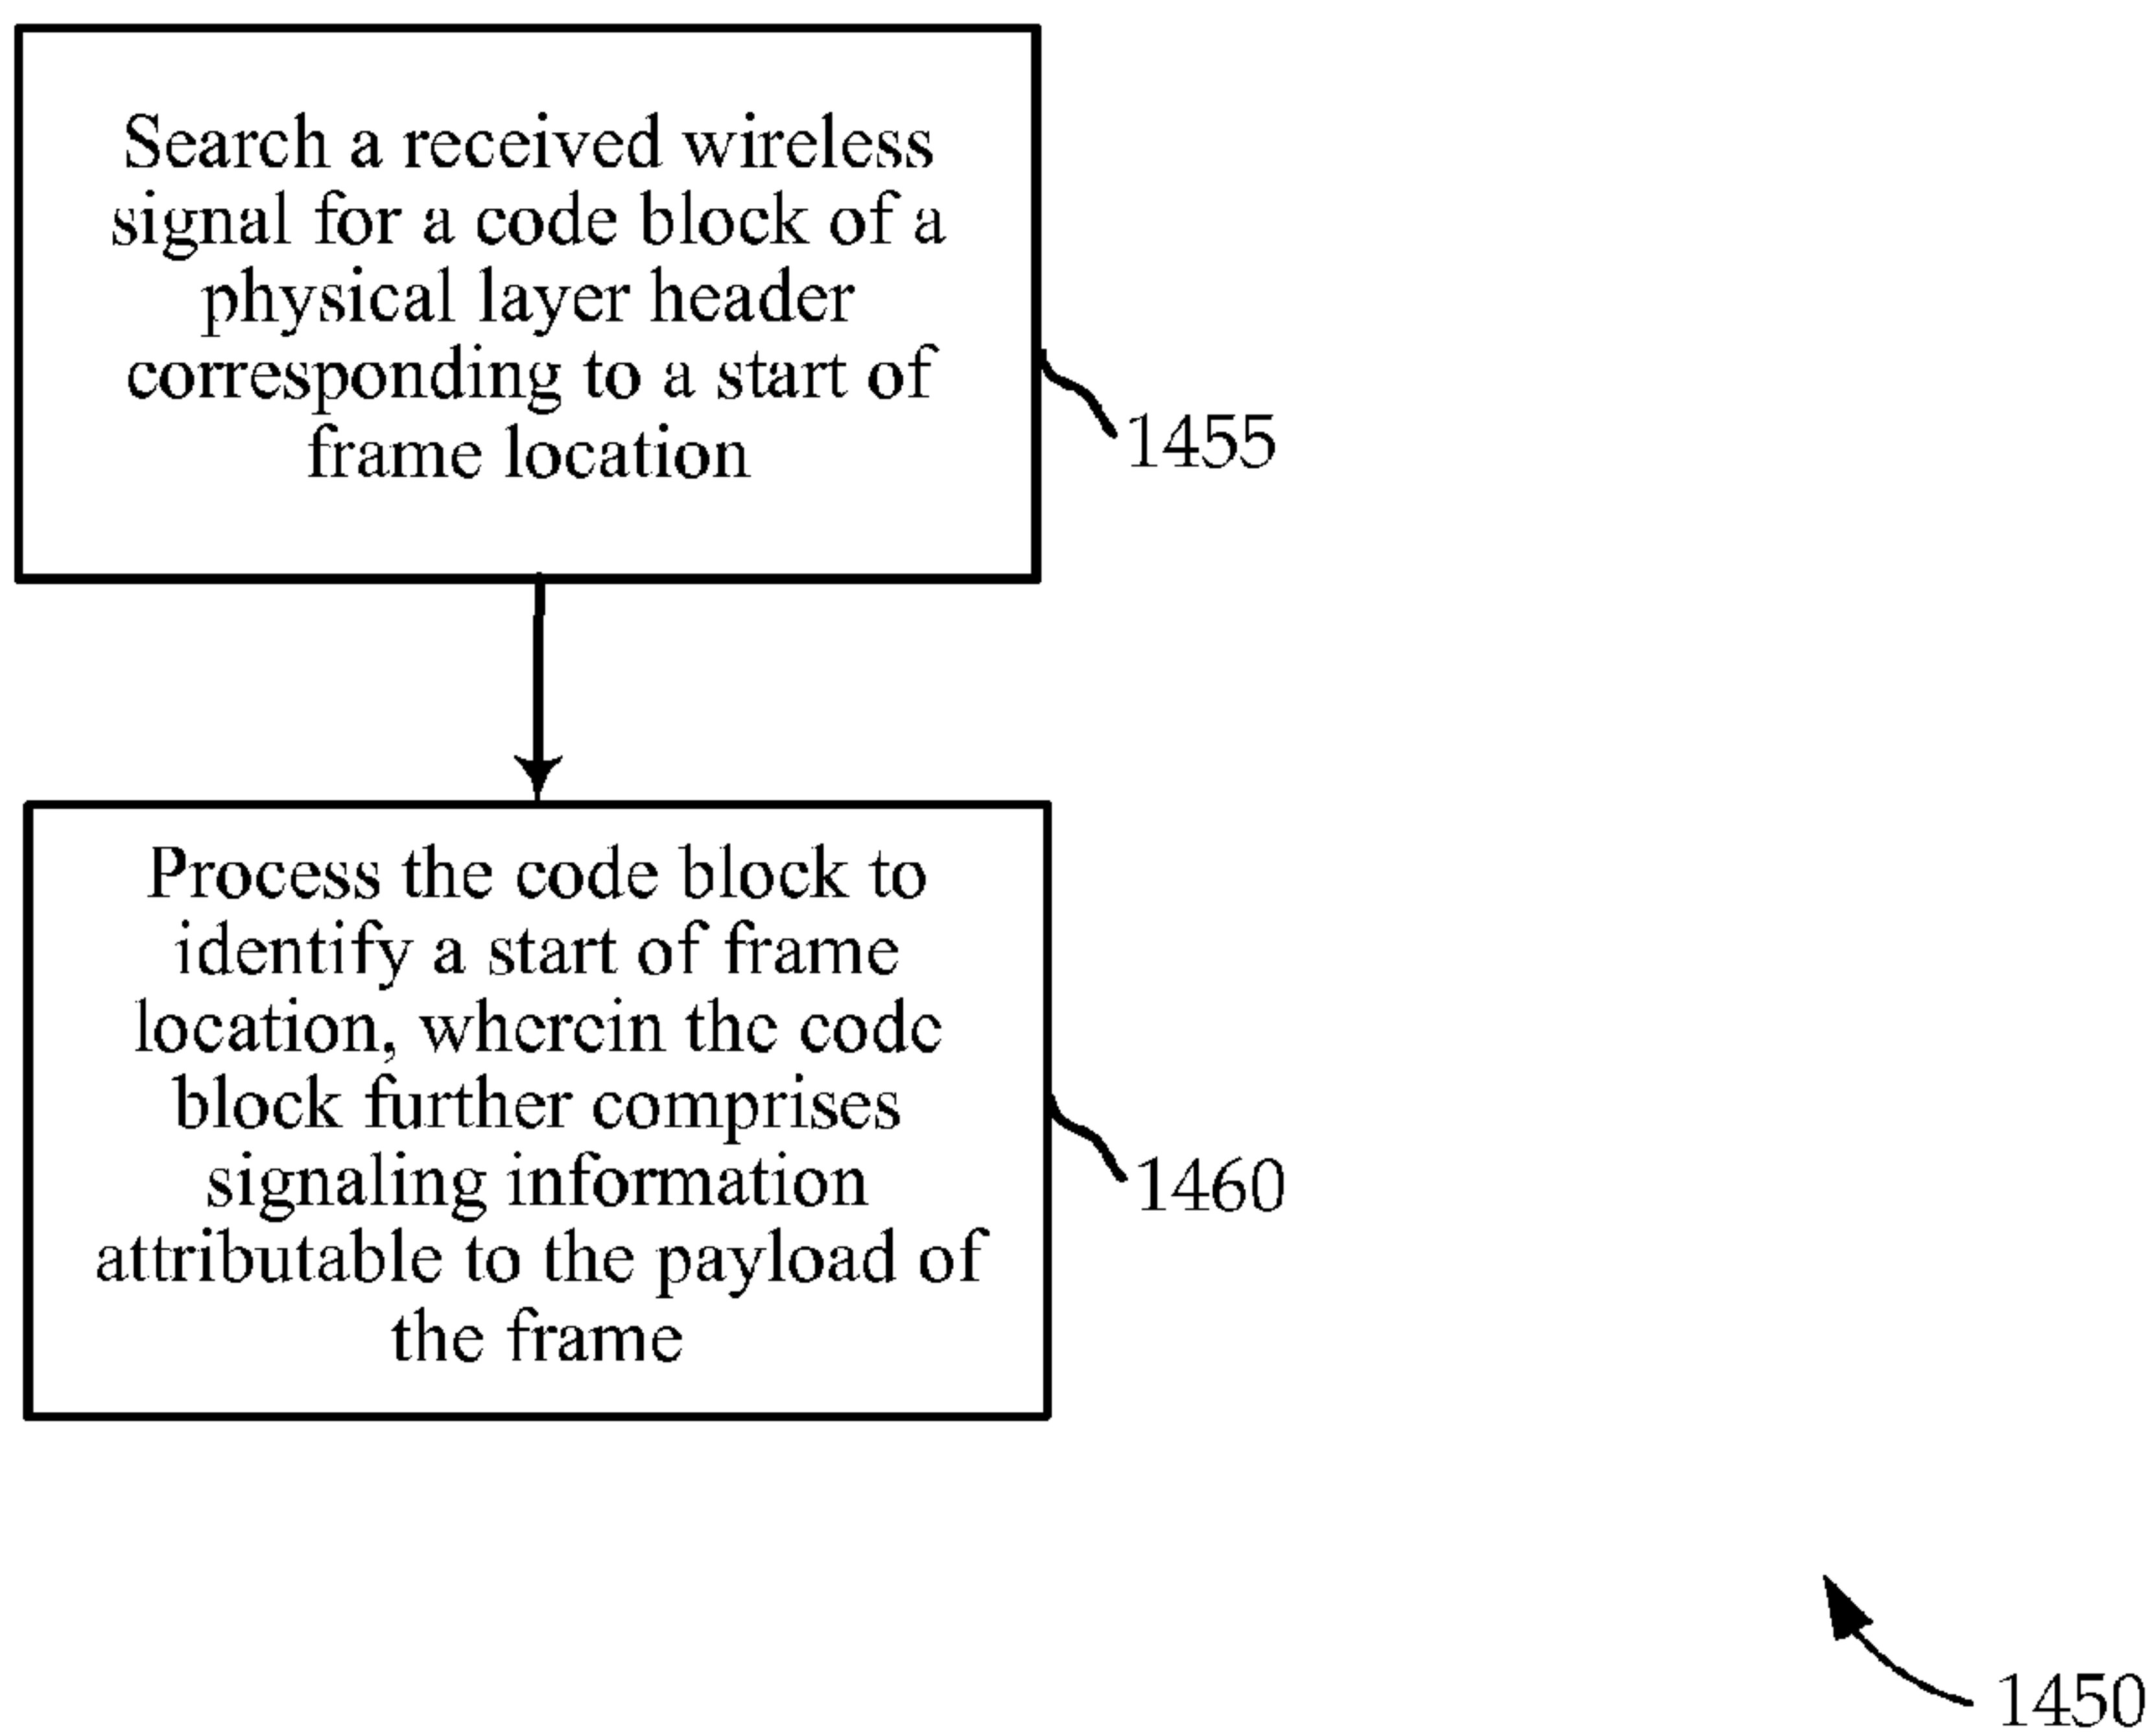 Search a received wireless
signal for a code block of a
physical layer header
corresponding to a start of
frame location
1455
Process the code block to
identify a start of frame
location, wherein the code
block further comprises
signaling information
attributable to the payload of
the frame
1460
1450